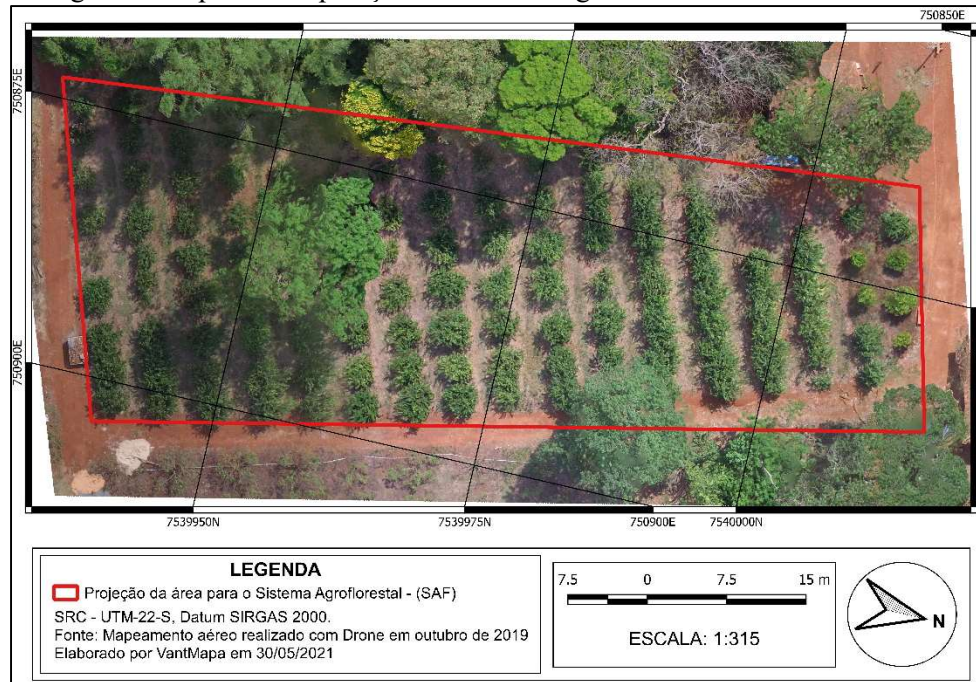 750850E
750875E
750900E
7539950N
7539975N
750900E
7540000N
LEGENDA
Projeção da área para o Sistema Agroflorestal - (SAF)
SRC - UTM-22-S, Datum SIRGAS 2000.
Fonte: Mapeamento aéreo realizado com Drone em outubro de 2019
Elaborado por VantMapa em 30/05/2021
7.5 0 7.5 15 m
ESCALA: 1:315
N